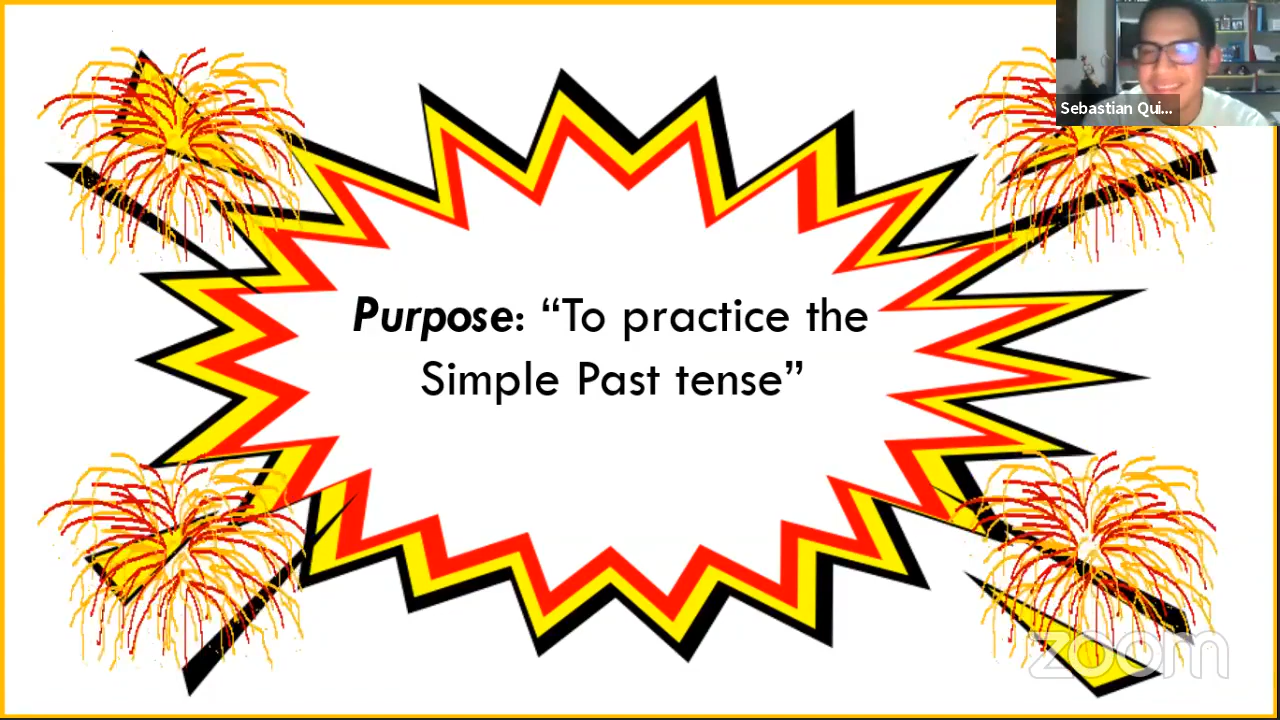 Sebastian Qui...
Purpose: “To practice the
Simple Past tense”
zoom